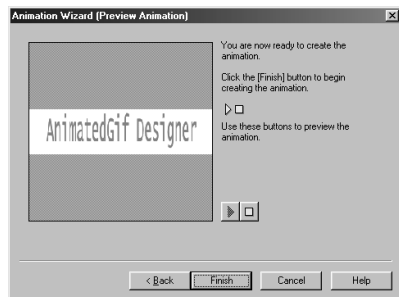 Animation Wizard (Preview Animation)
You are now ready to create the
animation.
Click the [Finish] button to begin
creating the animation.
Use these buttons to preview the
animation.
AnimatedGif Designer
< Back
Finish
Cancel
Help